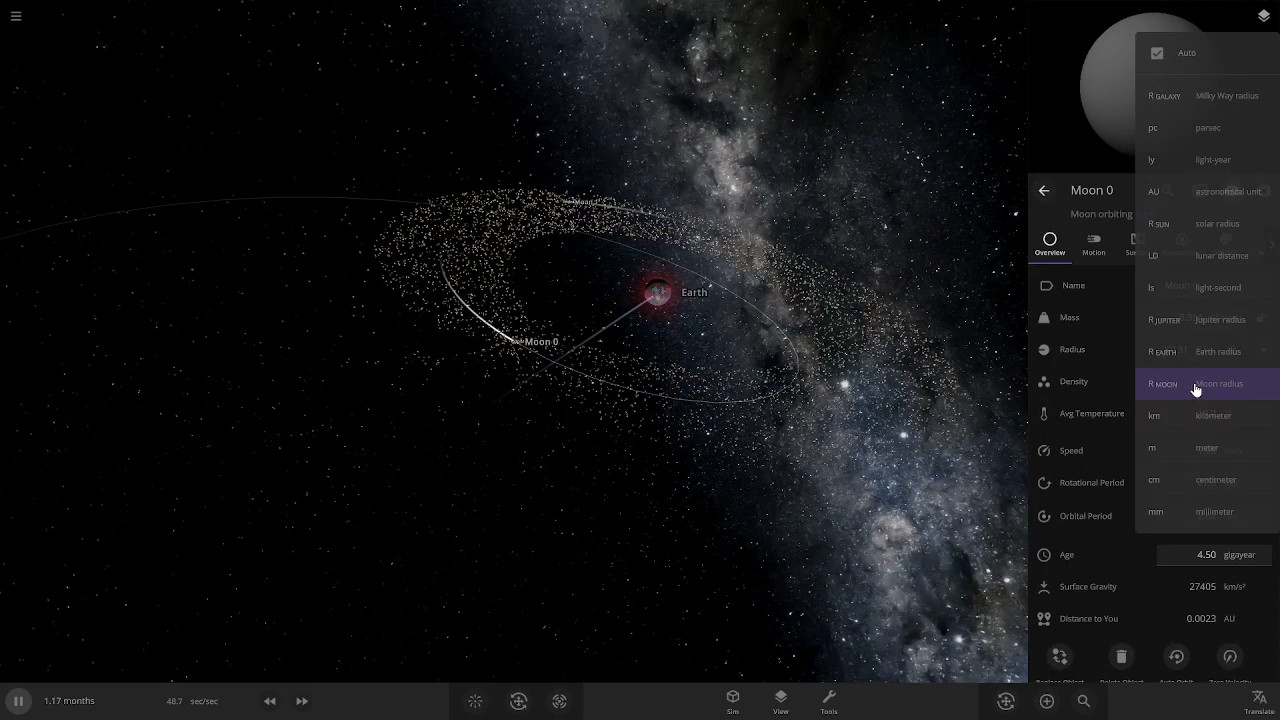 Auto
R GALAXY Milky Way radius
pc parsec
ly light-year
AU astronomical unit
R SUN solar radius
LD lunar distance
ls light-second
R JUPITER Jupiter radius
R EARTH Earth radius
R MOON Moon radius
km kilometer
m meter
cm centimeter
mm millimeter
Moon 0
Moon orbiting
Overview Motion
Name
Mass
Radius
Density
Avg Temperature
Speed
Rotational Period
Orbital Period
Age 4.50 gigayear
Surface Gravity 27405 km/s²
Distance to You 0.0023 AU
Earth
Moon 0
1.17 months
48.7 sec/sec
Sim View Tools
Translate